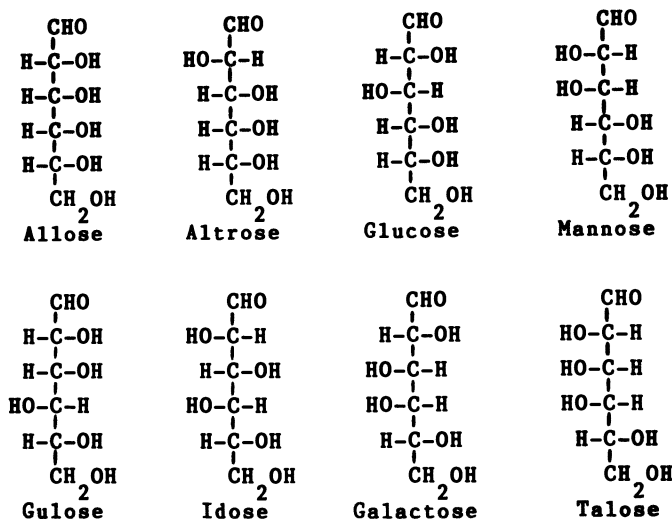 CHO CHO CHO CHO
H-C-OH HO-C-H H-C-OH HO-C-H
H-C-OH H-C-OH HO-C-H HO-C-H
H-C-OH H-C-OH H-C-OH H-C-OH
H-C-OH H-C-OH H-C-OH H-C-OH
CH2OH CH2OH CH2OH CH2OH
Allose Altrose Glucose Mannose
CHO CHO CHO CHO
H-C-OH HO-C-H H-C-OH HO-C-H
H-C-OH H-C-OH HO-C-H HO-C-H
HO-C-H HO-C-H HO-C-H HO-C-H
H-C-OH H-C-OH H-C-OH H-C-OH
CH2OH CH2OH CH2OH CH2OH
Gulose Idose Galactose Talose